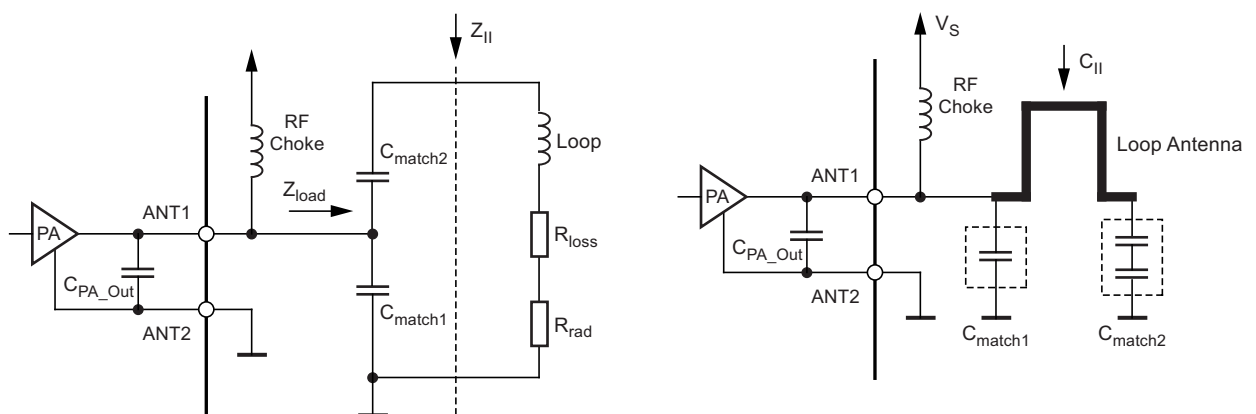 Z_II
RF
Choke
Loop
C_match2
Z_load
ANT1
PA
C_PA_Out
ANT2
C_match1
R_loss
R_rad
V_S
C_II
RF
Choke
Loop Antenna
ANT1
PA
C_PA_Out
ANT2
C_match1
C_match2